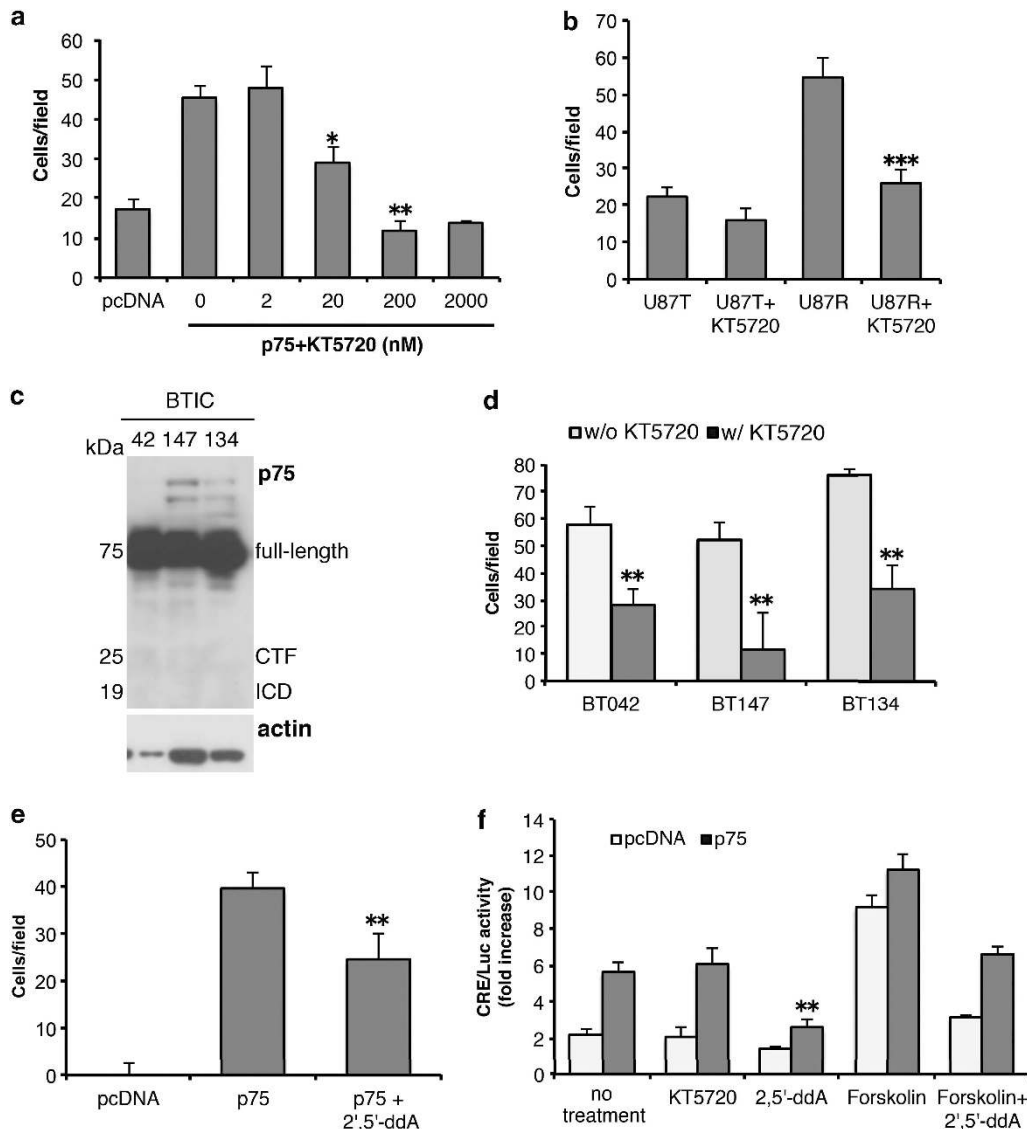 a
60
50
40
30
20
10
0
Cells/field
*
**
pcDNA 0 2 20 200 2000
p75+KT5720 (nM)
b
70
60
50
40
30
20
10
0
Cells/field
***
U87T U87T+ U87R U87R+
KT5720 KT5720
c
BTIC
kDa 42 147 134
p75
75 full-length
25 CTF
19 ICD
actin
d
w/o KT5720 w/ KT5720
80
70
60
50
40
30
20
10
0
Cells/field
** ** **
BT042 BT147 BT134
e
50
40
30
20
10
0
Cells/field
**
pcDNA p75 p75 +
2',5'-ddA
f
pcDNA p75
14
12
10
8
6
4
2
0
CRE/Luc activity
(fold increase)
**
no KT5720 2,5'-ddA Forskolin Forskolin+
treatment 2',5'-ddA